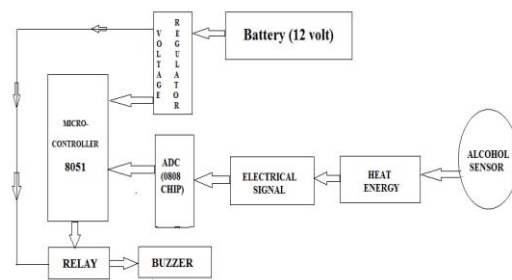 Battery (12 volt)
VOLTAGE
REGULATOR
MICRO-
CONTROLLER
8051
ADC
(0808
CHIP)
ELECTRICAL
SIGNAL
HEAT
ENERGY
ALCOHOL
SENSOR
RELAY
BUZZER